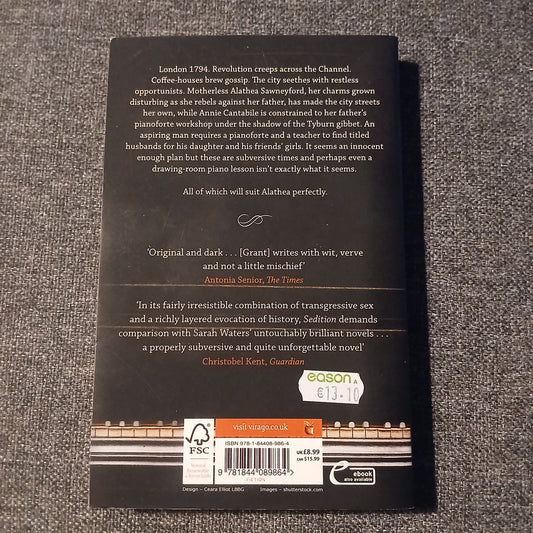 London 1794. Revolution creeps across the Channel.
Coffee-houses brew gossip. The city seethes with restless
opportunists. Motherless Alathea Sawneyford, her charms grown
disturbing as she rebels against her father, has made the city streets
her own, while Annie Cantabile is constrained to her father's
pianoforte workshop under the shadow of the Tyburn gibbet. An
aspiring man requires a pianoforte and a teacher to find titled
husbands for his daughter and his friends' girls. It seems an innocent
enough plan but these are subversive times and perhaps even a
drawing-room piano lesson isn't exactly what it seems.
All of which will suit Alathea perfectly.
'Original and dark . . . [Grant] writes with wit, verve
and not a little mischief'
Antonia Senior, The Times
'In its fairly irresistible combination of transgressive sex
and a richly layered evocation of history, Sedition demands
comparison with Sarah Waters' untouchably brilliant novels . . .
a properly subversive and quite unforgettable novel'
Christobel Kent, Guardian
eason A
€13.10
visit virago.co.uk
FSC
ISBN 978-1-84408-986-4
9 781844 089864
UK £8.99
CAN $15.99
ebook
also available
Design – Ceara Elliot LBBG Images – shutterstock.com